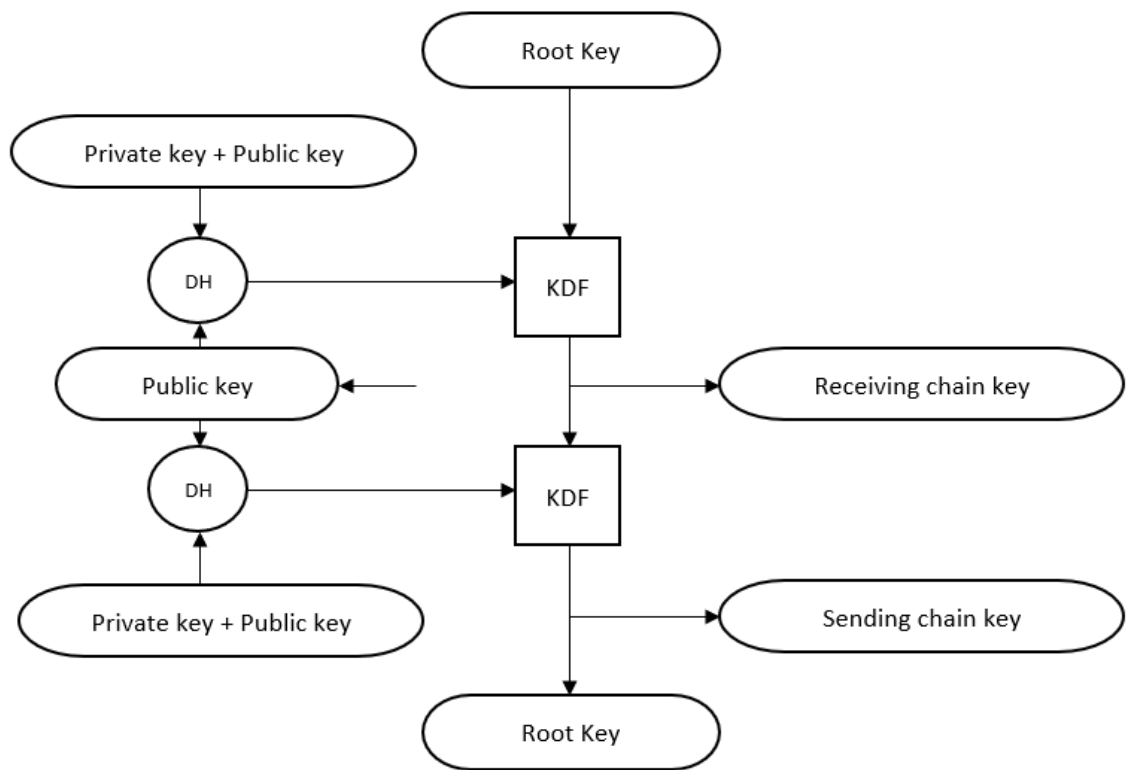 Root Key
Private key + Public key
DH
KDF
Public key
Receiving chain key
DH
KDF
Private key + Public key
Sending chain key
Root Key